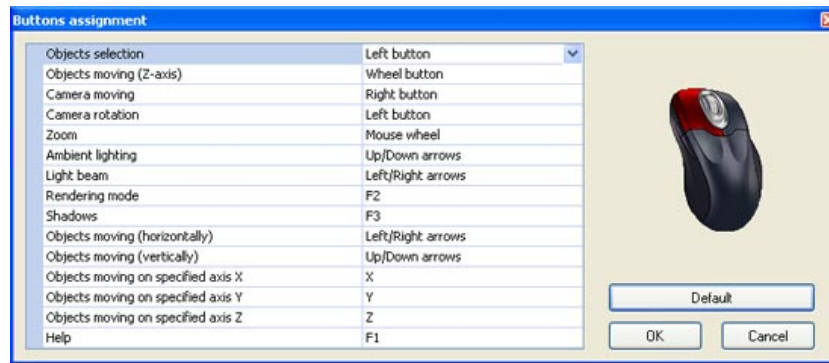 Buttons assignment
Objects selection Left button
Objects moving (Z-axis) Wheel button
Camera moving Right button
Camera rotation Left button
Zoom Mouse wheel
Ambient lighting Up/Down arrows
Light beam Left/Right arrows
Rendering mode F2
Shadows F3
Objects moving (horizontally) Left/Right arrows
Objects moving (vertically) Up/Down arrows
Objects moving on specified axis X X
Objects moving on specified axis Y Y
Objects moving on specified axis Z Z
Help F1
Default
OK Cancel